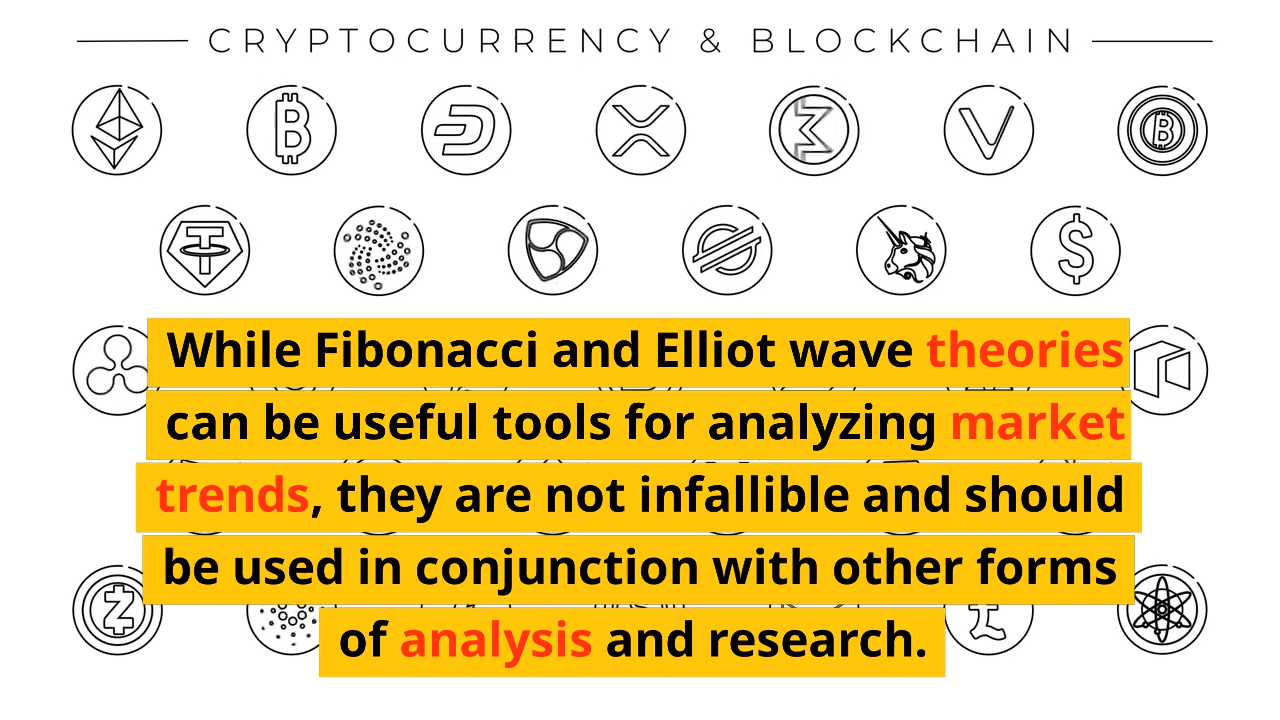 CRYPTOCURRENCY & BLOCKCHAIN
While Fibonacci and Elliot wave theories
can be useful tools for analyzing market
trends, they are not infallible and should
be used in conjunction with other forms
of analysis and research.